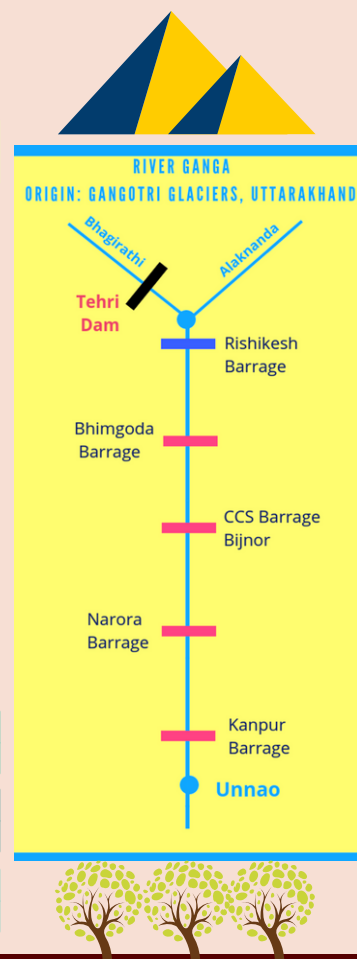 RIVER GANGA
ORIGIN: GANGOTRI GLACIERS, UTTARAKHAND
Bhagirathi
Alaknanda
Tehri
Dam
Rishikesh
Barrage
Bhimgoda
Barrage
CCS Barrage
Bijnor
Narora
Barrage
Kanpur
Barrage
Unnao